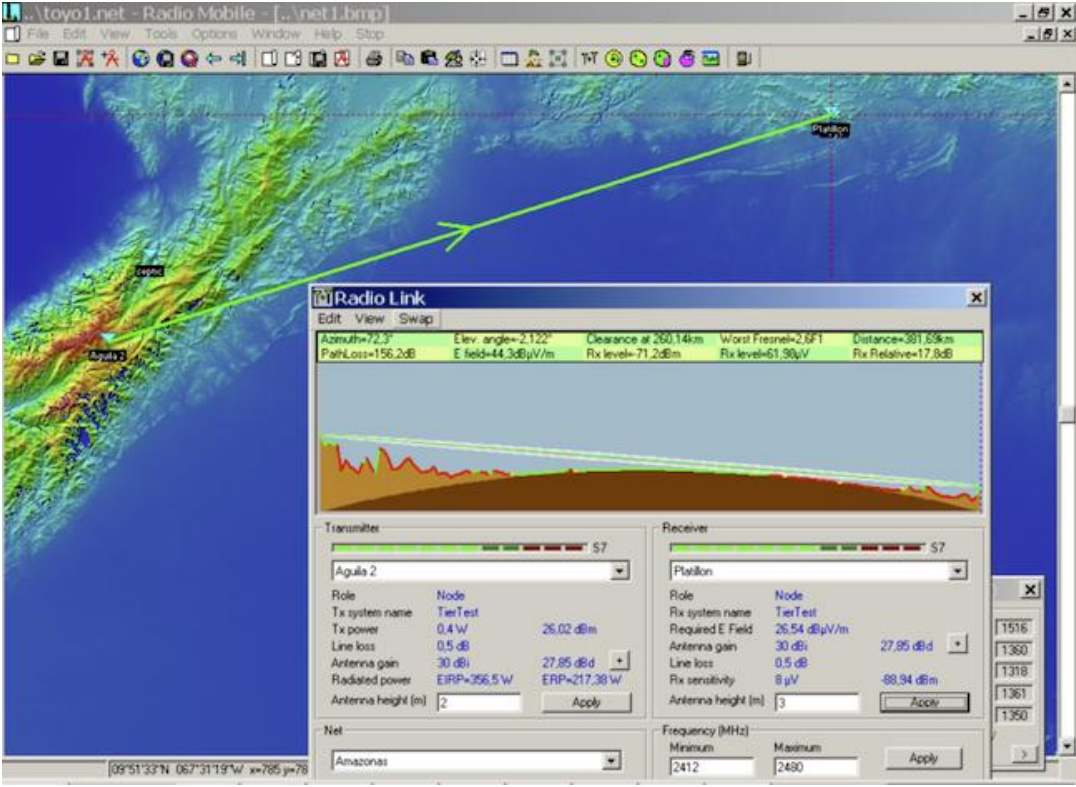 ..\toyo1.net - Radio Mobile - [..\net1.bmp]
File Edit View Tools Options Window Help Stop
Platillon
Aguila 2
Radio Link
Edit View Swap
Azimuth=72,3° Elev. angle=-2,122° Clearance at 260,14km Worst Fresnel=2,6F1 Distance=381,69km
PathLoss=156,2dB E field=44,3dBµV/m Rx level=-71,2dBm Rx level=61,98µV Rx Relative=17,8dB
Transmitter
S7
Aguila 2
Role Node
Tx system name TierTest
Tx power 0,4 W 26,02 dBm
Line loss 0,5 dB
Antenna gain 30 dBi 27,85 dBd +
Radiated power EIRP=356,5 W ERP=217,38 W
Antenna height (m) 2 Apply
Net
Amazonas
Receiver
S7
Platillon
Role Node
Rx system name TierTest
Required E Field 26,54 dBµV/m
Antenna gain 30 dBi 27,85 dBd +
Line loss 0,5 dB
Rx sensitivity 8 µV -88,94 dBm
Antenna height (m) 3 Apply
Frequency (MHz)
Minimum Maximum
2412 2480 Apply
1516
1360
1318
1361
1350
>
09°51'33"N 067°31'19"W x=785 y=78